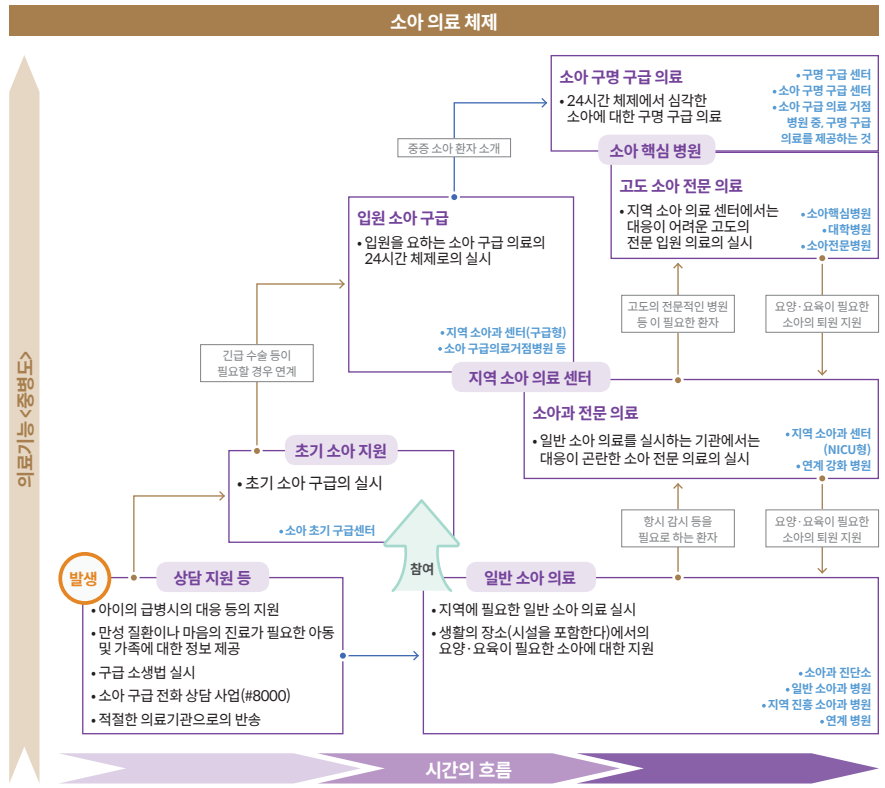 소아 의료 체제
의료기능 <중병도>
소아 구명 구급 의료
• 24시간 체제에서 심각한
소아에 대한 구명 구급 의료
• 구명 구급 센터
• 소아 구명 구급 센터
• 소아 구급 의료 거점
병원 중, 구명 구급
의료를 제공하는 것
중증 소아 환자 소개
소아 핵심 병원
고도 소아 전문 의료
• 지역 소아 의료 센터에서는
대응이 어려운 고도의
전문 입원 의료의 실시
• 소아핵심병원
• 대학병원
• 소아전문병원
입원 소아 구급
• 입원을 요하는 소아 구급 의료의
24시간 체제로의 실시
• 지역 소아과 센터(구급형)
• 소아 구급의료거점병원 등
고도의 전문적인 병원
등 이 필요한 환자
요양·요육이 필요한
소아의 퇴원 지원
긴급 수술 등이
필요할 경우 연계
지역 소아 의료 센터
소아과 전문 의료
• 일반 소아 의료를 실시하는 기관에서는
대응이 곤란한 소아 전문 의료의 실시
• 지역 소아과 센터
(NICU형)
• 연계 강화 병원
초기 소아 지원
• 초기 소아 구급의 실시
• 소아 초기 구급센터
항시 감시 등을
필요로 하는 환자
요양·요육이 필요한
소아의 퇴원 지원
참여
발생
상담 지원 등
• 아이의 급병시의 대응 등의 지원
• 만성 질환이나 마음의 진료가 필요한 아동
및 가족에 대한 정보 제공
• 구급 소생법 실시
• 소아 구급 전화 상담 사업(#8000)
• 적절한 의료기관으로의 반송
일반 소아 의료
• 지역에 필요한 일반 소아 의료 실시
• 생활의 장소(시설을 포함한다)에서의
요양·요육이 필요한 소아에 대한 지원
• 소아과 진단소
• 일반 소아과 병원
• 지역 진흥 소아과 병원
• 연계 병원
시간의 흐름